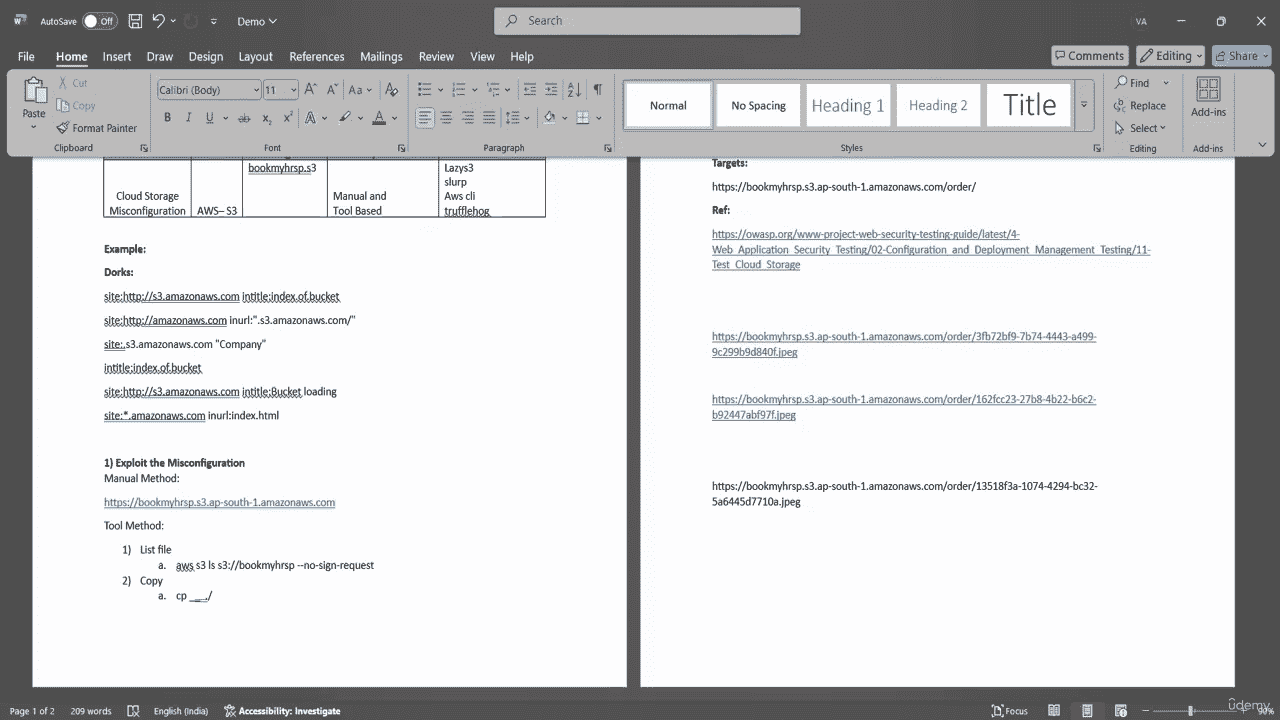 AutoSave Off Demo Search VA
File Home Insert Draw Design Layout References Mailings Review View Help Comments Editing Share
Paste Cut Copy Format Painter
Calibri (Body) 11
Normal No Spacing Heading 1 Heading 2 Title
Find Replace Select Add-ins
Clipboard Font Paragraph Styles Editing Add-ins
bookmyhrsp.s3 Lazys3
slurp
Cloud Storage Manual and Aws cli
Misconfiguration AWS– S3 Tool Based trufflehog
Example:
Dorks:
site:http://s3.amazonaws.com intitle:index.of.bucket
site:http://amazonaws.com inurl:".s3.amazonaws.com/"
site:.s3.amazonaws.com "Company"
intitle:index.of.bucket
site:http://s3.amazonaws.com intitle:Bucket loading
site:*.amazonaws.com inurl:index.html
1) Exploit the Misconfiguration
Manual Method:
https://bookmyhrsp.s3.ap-south-1.amazonaws.com
Tool Method:
1) List file
a. aws s3 ls s3://bookmyhrsp --no-sign-request
2) Copy
a. cp ___./
Targets:
https://bookmyhrsp.s3.ap-south-1.amazonaws.com/order/
Ref:
https://owasp.org/www-project-web-security-testing-guide/latest/4-
Web_Application_Security_Testing/02-Configuration_and_Deployment_Management_Testing/11-
Test_Cloud_Storage
https://bookmyhrsp.s3.ap-south-1.amazonaws.com/order/3fb72bf9-7b74-4443-a499-
9c299b9d840f.jpeg
https://bookmyhrsp.s3.ap-south-1.amazonaws.com/order/162fcc23-27b8-4b22-b6c2-
b92447abf97f.jpeg
https://bookmyhrsp.s3.ap-south-1.amazonaws.com/order/13518f3a-1074-4294-bc32-
5a6445d7710a.jpeg
Page 1 of 2 209 words English (India) Accessibility: Investigate Focus 90%
udemy